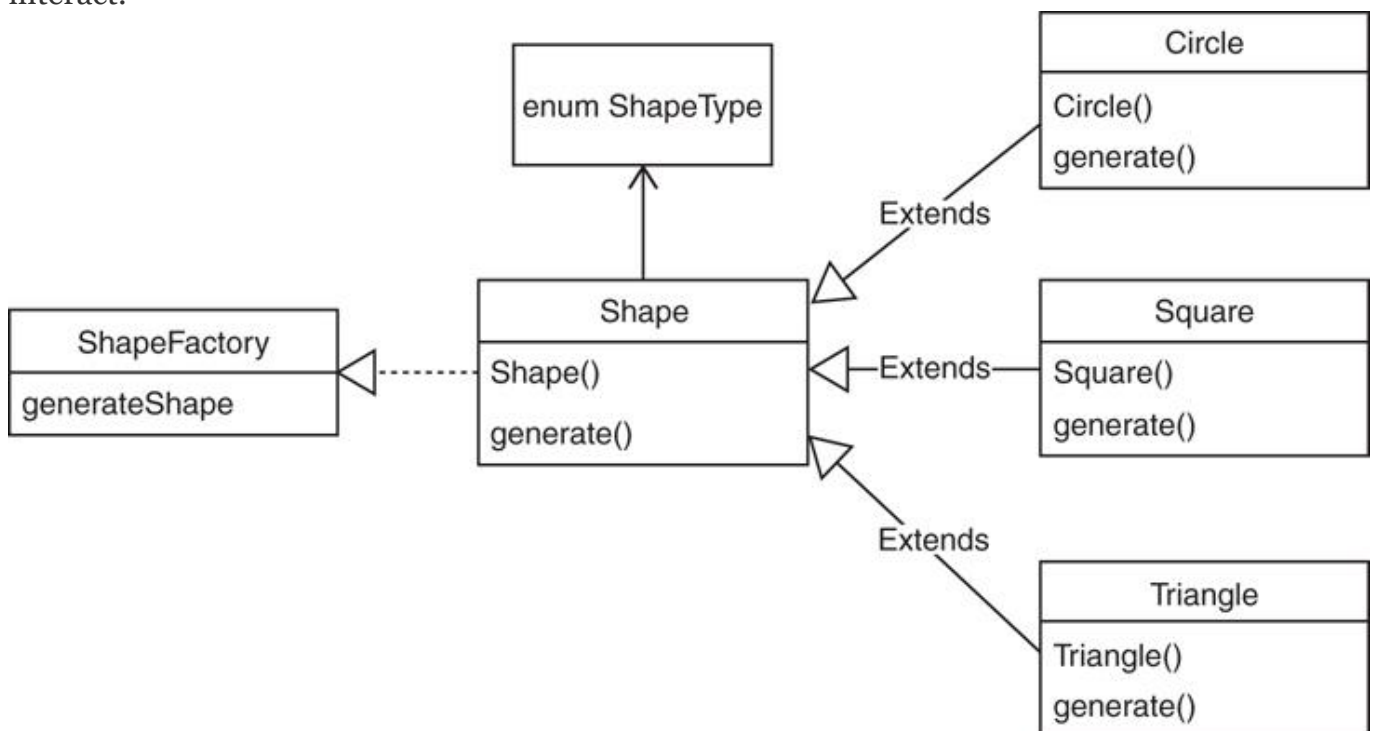 interact.
enum ShapeType
Circle
Circle()
generate()
Extends
ShapeFactory
generateShape
Shape
Shape()
generate()
Extends
Square
Square()
generate()
Extends
Triangle
Triangle()
generate()